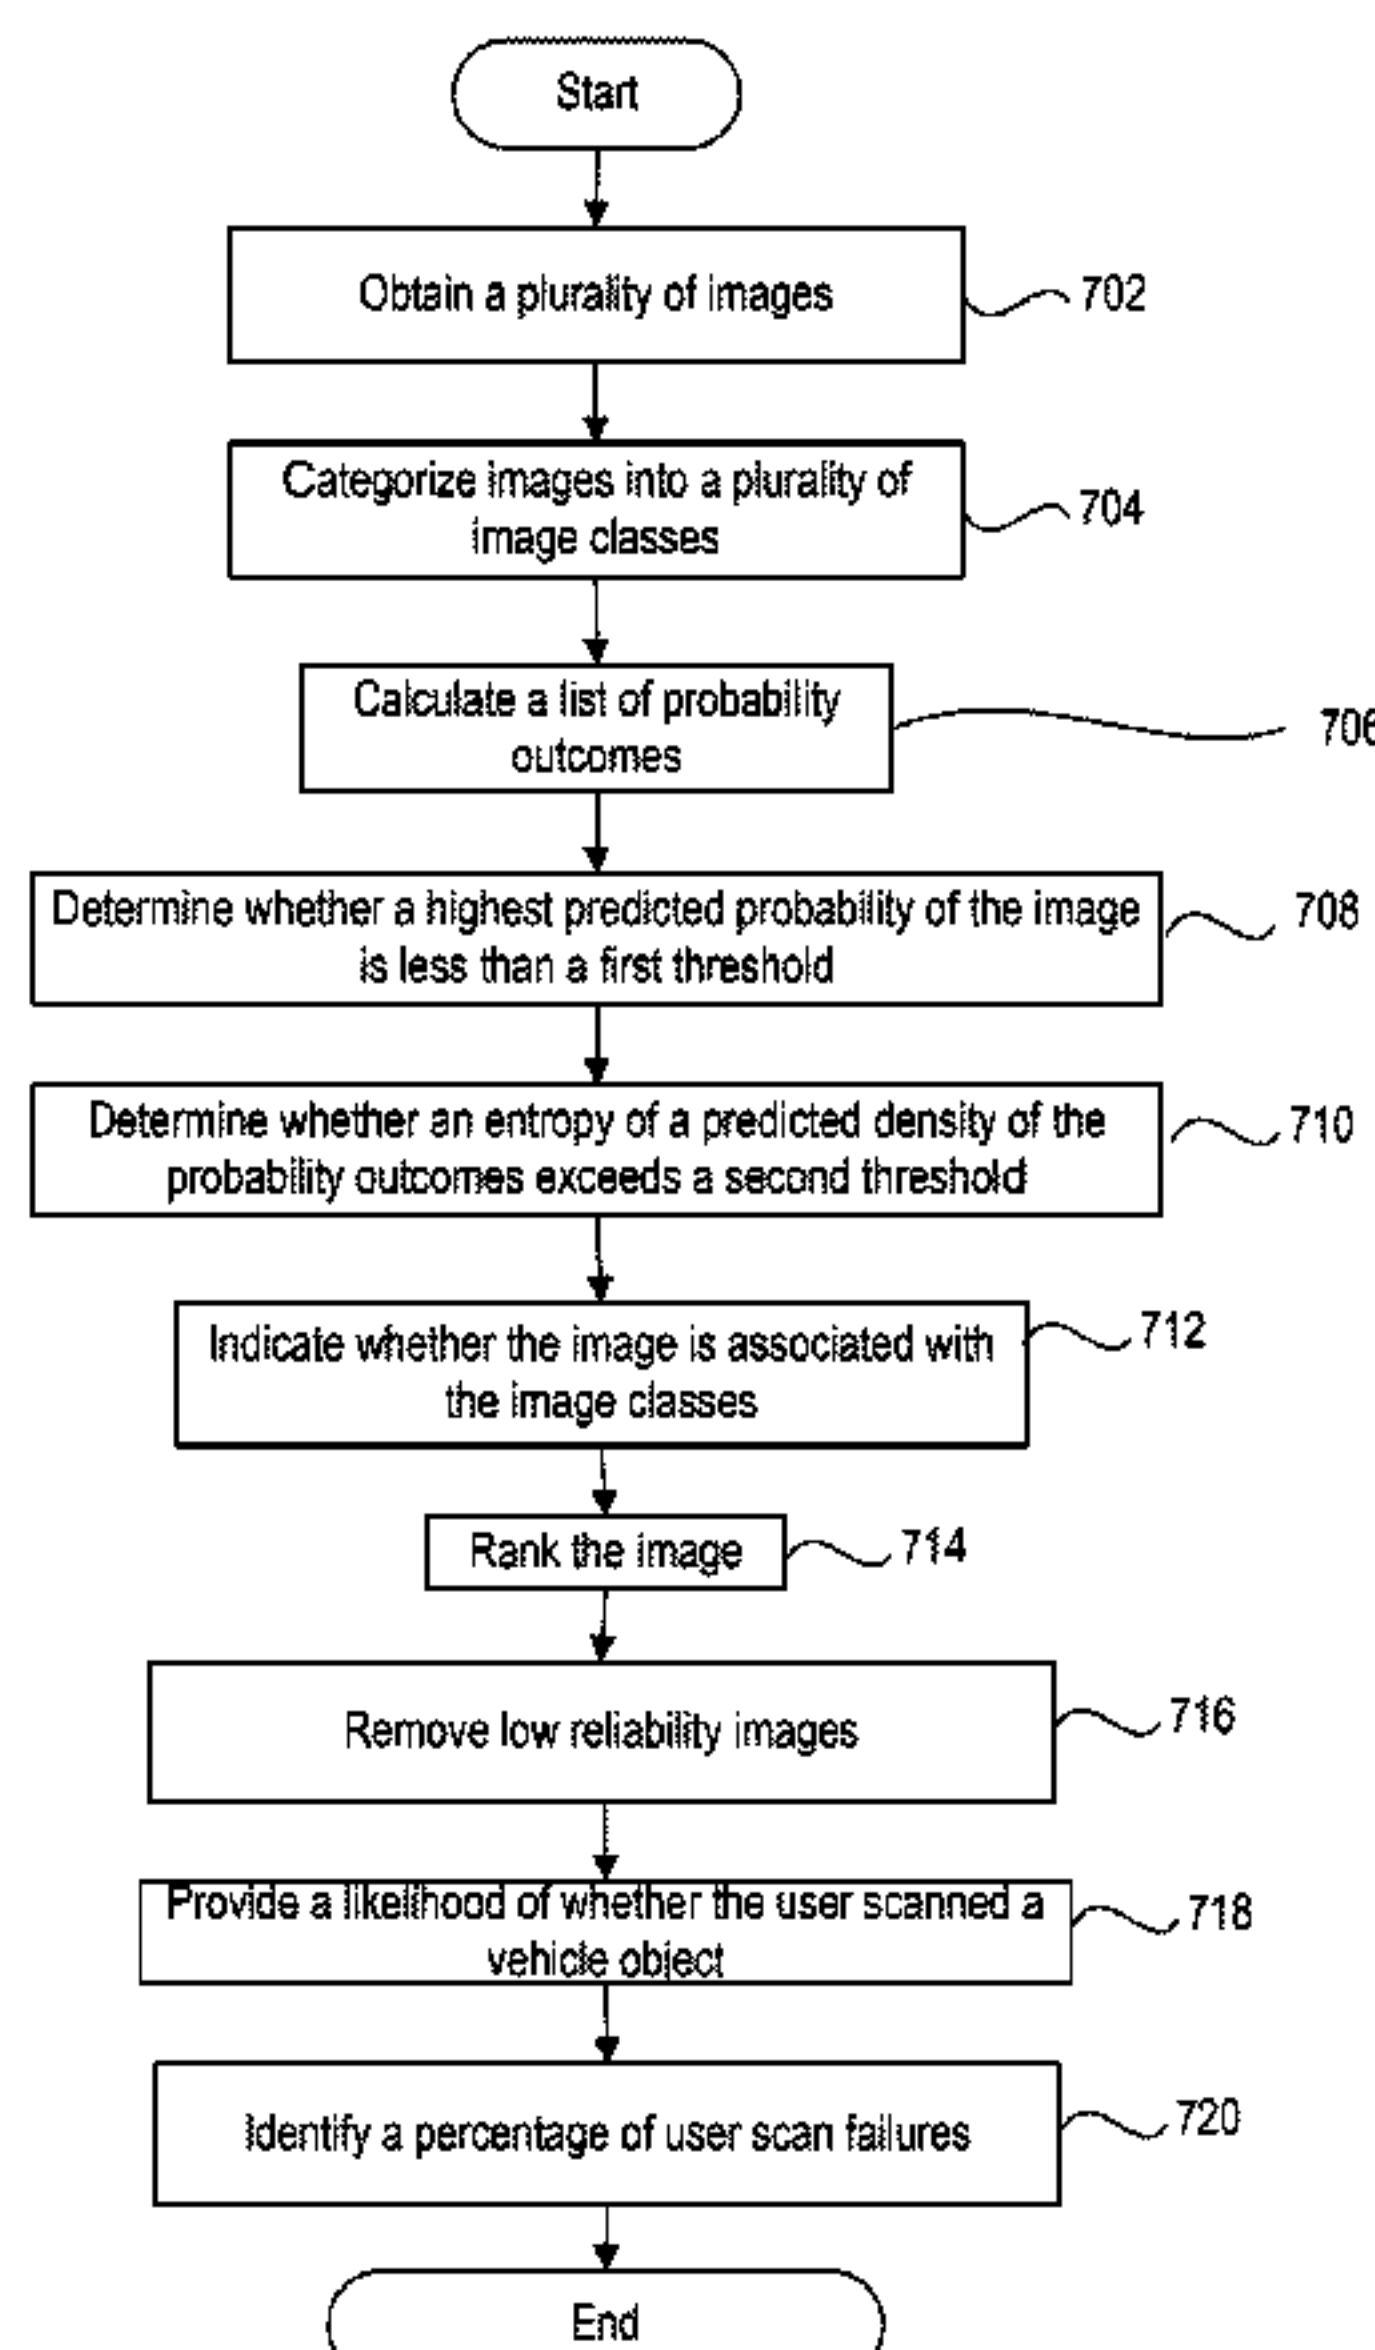 Start
Obtain a plurality of images
702
Categorize images into a plurality of
image classes
704
Calculate a list of probability
outcomes
706
Determine whether a highest predicted probability of the image
is less than a first threshold
708
Determine whether an entropy of a predicted density of the
probability outcomes exceeds a second threshold
710
Indicate whether the image is associated with
the image classes
712
Rank the image
714
Remove low reliability images
716
Provide a likelihood of whether the user scanned a
vehicle object
718
Identify a percentage of user scan failures
720
End